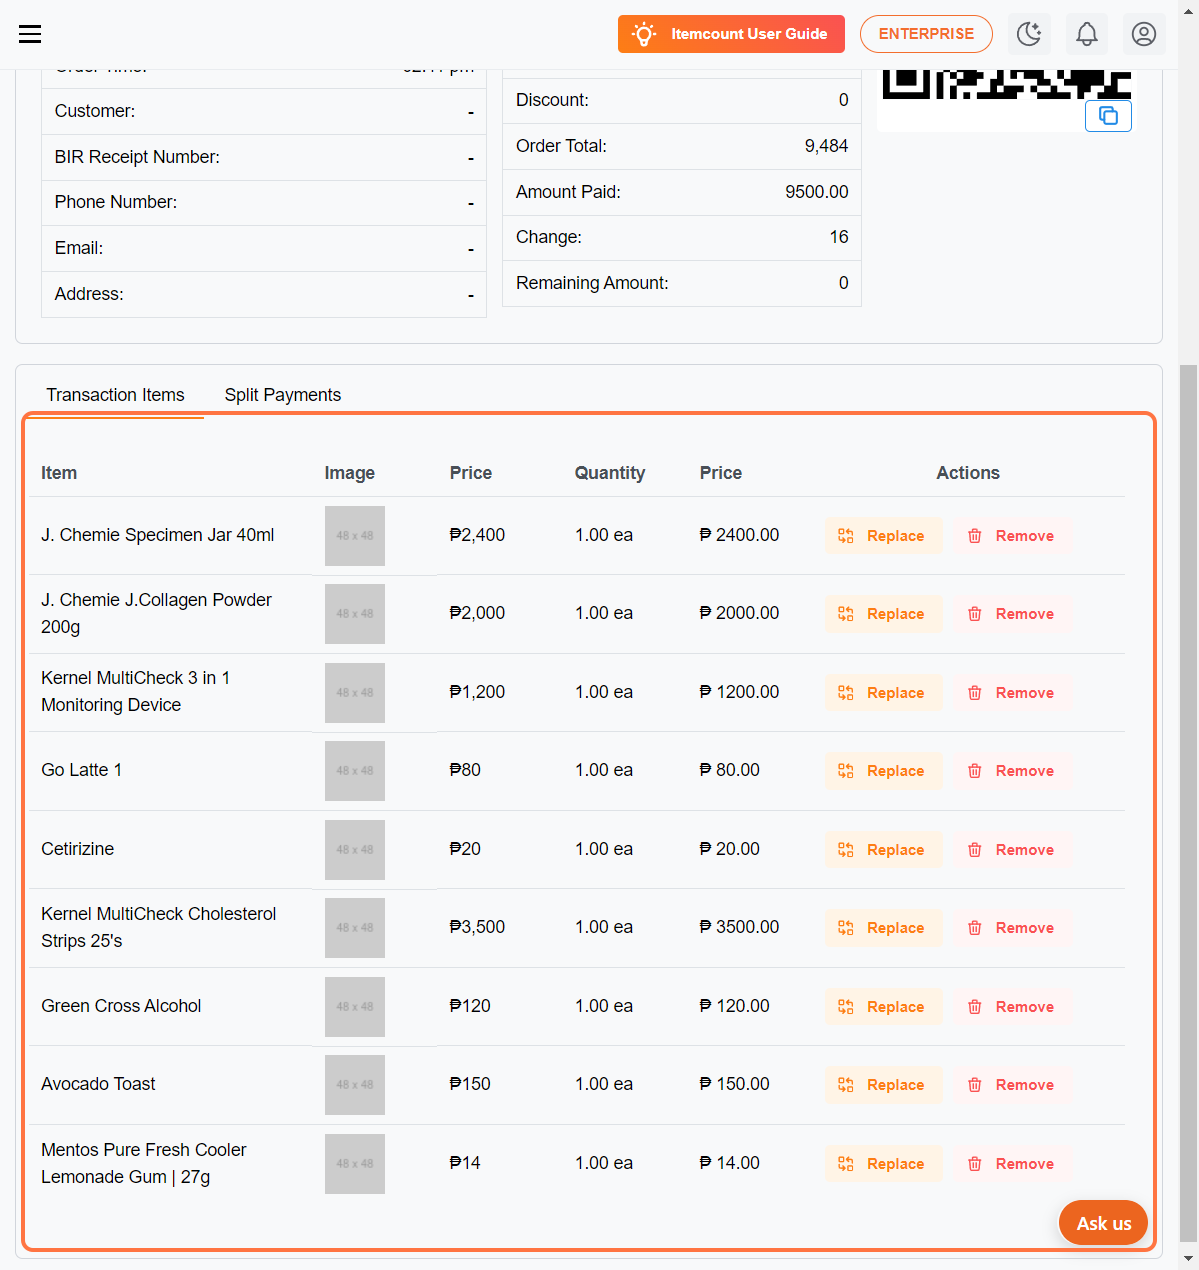 Itemcount User Guide
ENTERPRISE
Customer: -
BIR Receipt Number: -
Phone Number: -
Email: -
Address: -
Discount: 0
Order Total: 9,484
Amount Paid: 9500.00
Change: 16
Remaining Amount: 0
Transaction Items Split Payments
Item Image Price Quantity Price Actions
J. Chemie Specimen Jar 40ml 48 x 48 ₱2,400 1.00 ea ₱ 2400.00 Replace Remove
J. Chemie J.Collagen Powder
200g 48 x 48 ₱2,000 1.00 ea ₱ 2000.00 Replace Remove
Kernel MultiCheck 3 in 1
Monitoring Device 48 x 48 ₱1,200 1.00 ea ₱ 1200.00 Replace Remove
Go Latte 1 48 x 48 ₱80 1.00 ea ₱ 80.00 Replace Remove
Cetirizine 48 x 48 ₱20 1.00 ea ₱ 20.00 Replace Remove
Kernel MultiCheck Cholesterol
Strips 25's 48 x 48 ₱3,500 1.00 ea ₱ 3500.00 Replace Remove
Green Cross Alcohol 48 x 48 ₱120 1.00 ea ₱ 120.00 Replace Remove
Avocado Toast 48 x 48 ₱150 1.00 ea ₱ 150.00 Replace Remove
Mentos Pure Fresh Cooler
Lemonade Gum | 27g 48 x 48 ₱14 1.00 ea ₱ 14.00 Replace Remove
Ask us